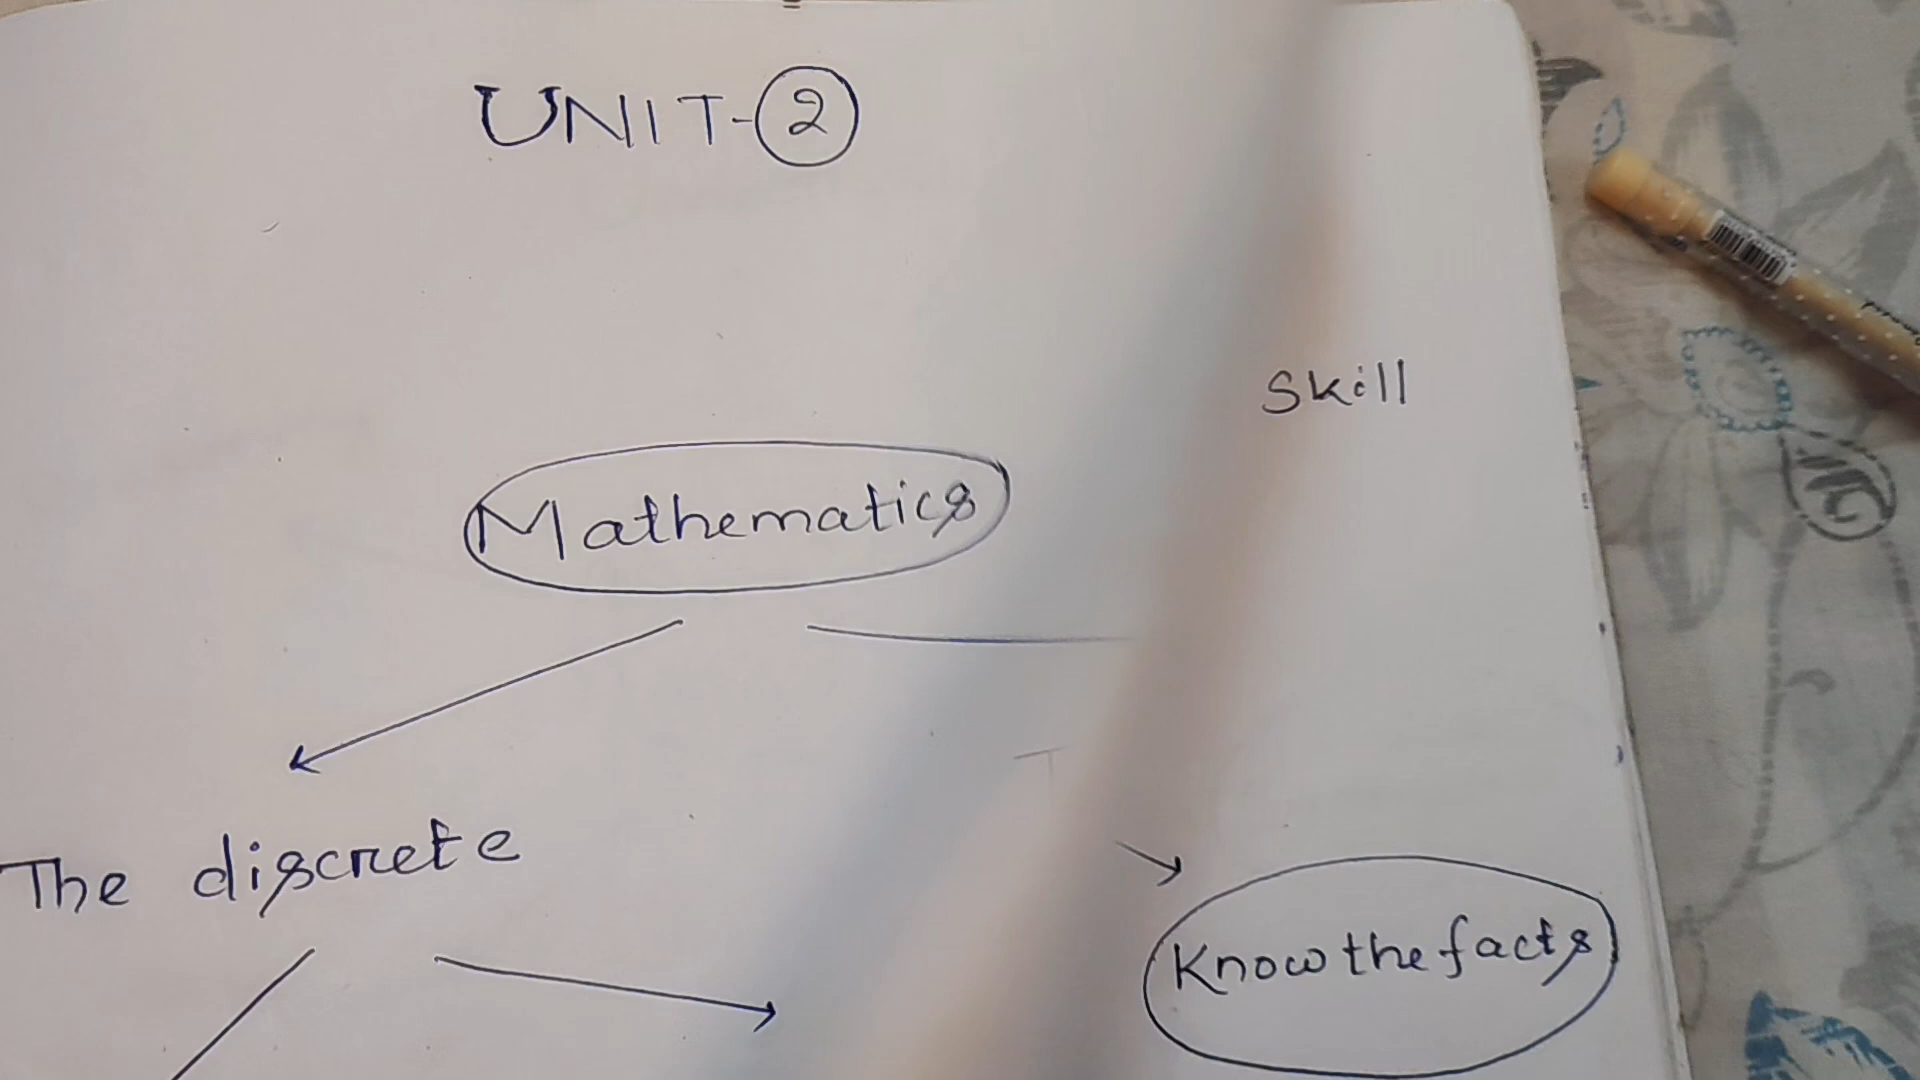 UNIT-2
Skill
Mathematics
The discrete
Know the facts